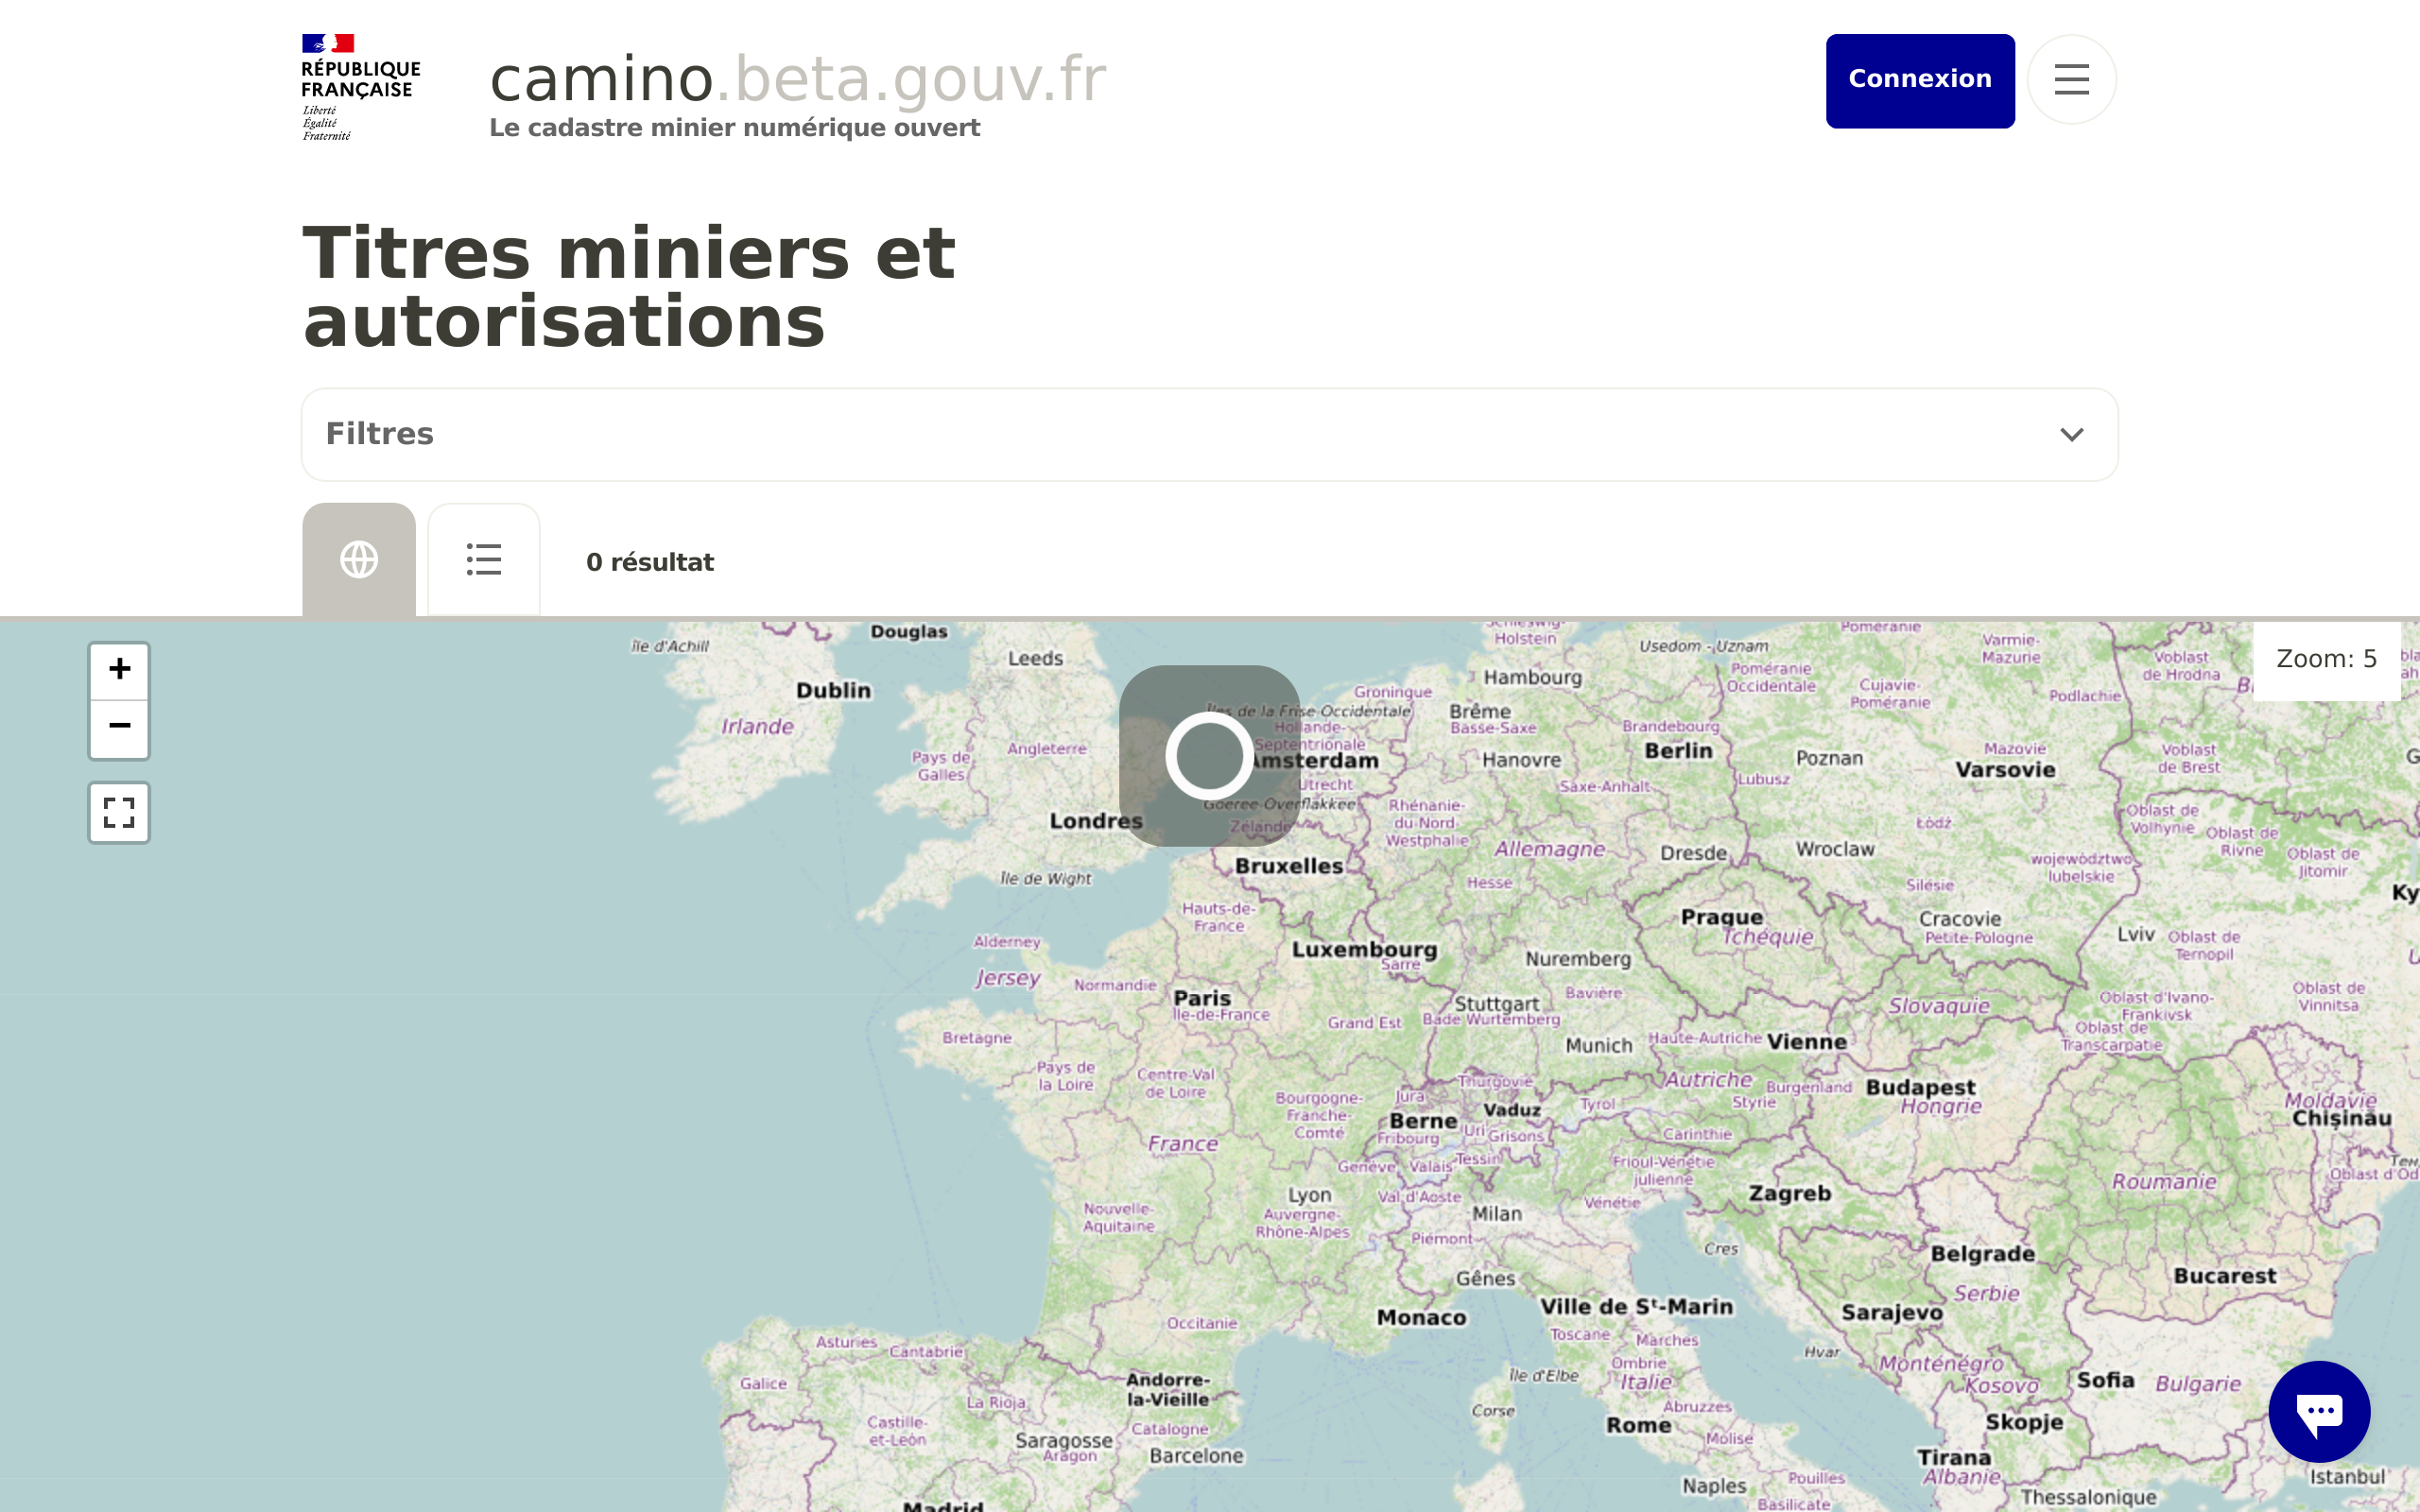 RÉPUBLIQUE
FRANÇAISE
Liberté
Égalité
Fraternité
camino.beta.gouv.fr
Le cadastre minier numérique ouvert
Connexion
Titres miniers et
autorisations
Filtres
0 résultat
+
−
Zoom: 5
île d'Achill
Douglas
Leeds
Holstein
Usedom - Uznam
Poméranie
Varmie-
Mazurie
Voblast
de Hrodna
Dublin
Irlande
Pays de
Galles
Angleterre
Îles de la Frise-Occidentale
Hollande-
Septentrionale
Amsterdam
Utrecht
Goeree-Overflakkee
Zélande
Groningue
Hambourg
Brême
Basse-Saxe
Hanovre
Poméranie
Occidentale
Cujavie-
Poméranie
Podlachie
Brandebourg
Berlin
Poznan
Mazovie
Varsovie
Voblast
de Brest
Saxe-Anhalt
Lubusz
Londres
Île de Wight
Bruxelles
Rhénanie-
du-Nord-
Westphalie
Allemagne
Hesse
Dresde
Wroclaw
Łódź
województwo
lubelskie
Silésie
Oblast de
Volhynie
Oblast de
Rivne
Oblast de
Jitomir
Ky
Hauts-de-
France
Alderney
Jersey
Normandie
Luxembourg
Sarre
Prague
Tchéquie
Nuremberg
Cracovie
Petite-Pologne
Lviv
Oblast de
Ternopil
Paris
Île-de-France
Grand Est
Stuttgart
Bade Wurtemberg
Bavière
Slovaquie
Oblast d'Ivano-
Frankivsk
Oblast de
Vinnitsa
Oblast de
Transcarpatie
Bretagne
Pays de
la Loire
Centre-Val
de Loire
Munich
Haute-Autriche
Vienne
Autriche
Burgenland
Styrie
Budapest
Hongrie
Moldavie
Chișinău
Bourgogne-
Franche-
Comté
Jura
Berne
Fribourg
Thurgovie
Vaduz
Uri
Grisons
Tyrol
Carinthie
France
Genève
Valais
Tessin
Frioul-Vénétie
julienne
Lyon
Auvergne-
Rhône-Alpes
Val d'Aoste
Milan
Vénétie
Zagreb
Roumanie
Nouvelle-
Aquitaine
Piémont
Cres
Belgrade
Serbie
Bucarest
Gênes
Monaco
Ville de Sᵗ-Marin
Sarajevo
Occitanie
Toscane
Marches
Asturies
Cantabrie
Hvar
Monténégro
Kosovo
Sofia
Bulgarie
Ombrie
Italie
Île d'Elbe
Galice
La Rioja
Andorre-
la-Vieille
Corse
Abruzzes
Rome
Molise
Skopje
Castille-
et-León
Saragosse
Aragon
Catalogne
Barcelone
Tirana
Albanie
Istanbul
Naples
Pouilles
Basilicate
Thessalonique
Madrid